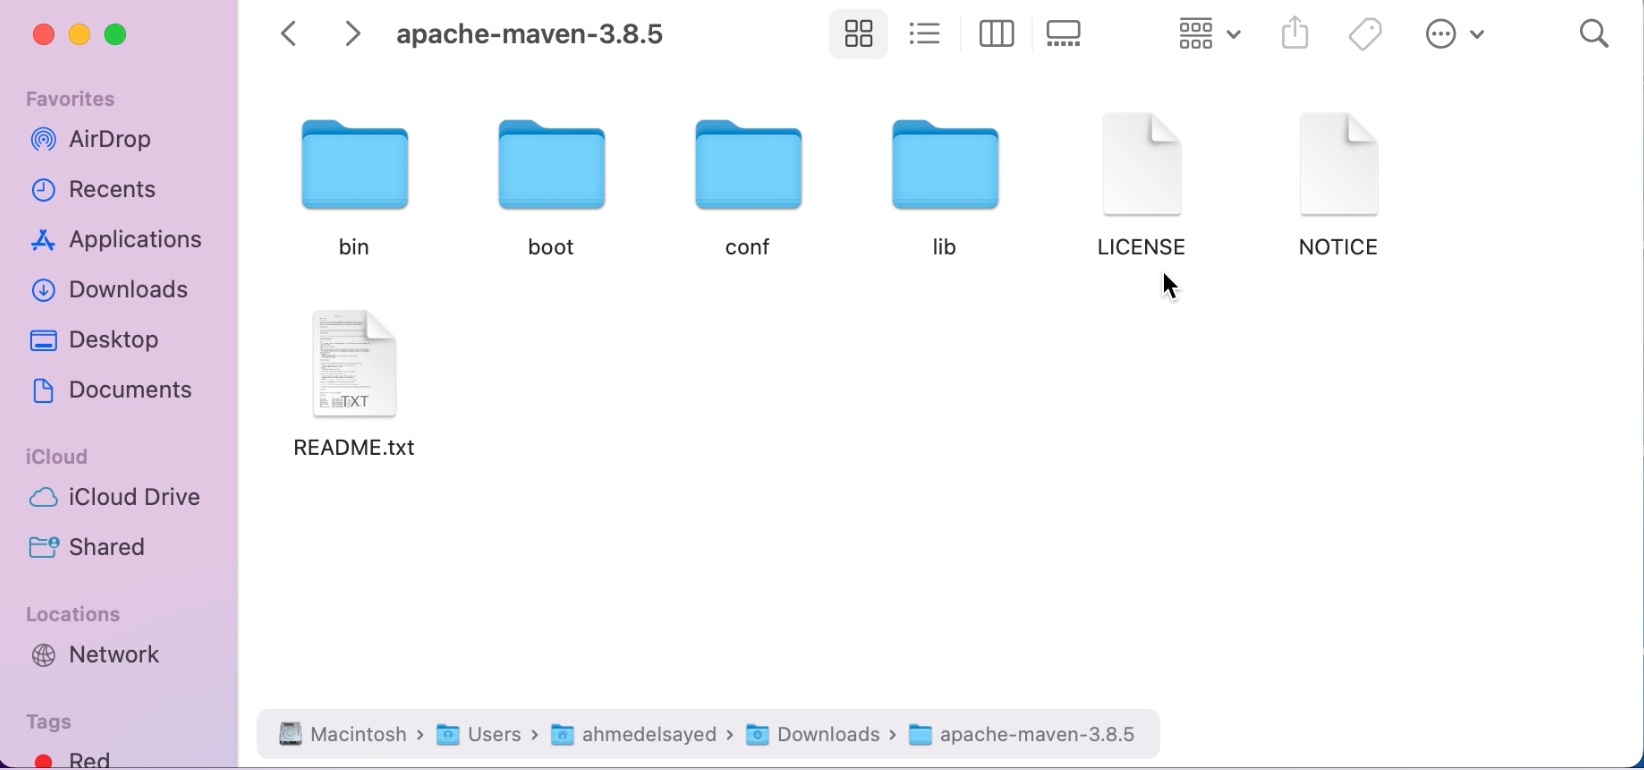 apache-maven-3.8.5
Favorites
AirDrop
Recents
Applications
Downloads
Desktop
Documents
iCloud
iCloud Drive
Shared
Locations
Network
Tags
Red
bin
boot
conf
lib
LICENSE
NOTICE
TXT
README.txt
Macintosh › Users › ahmedelsayed › Downloads › apache-maven-3.8.5